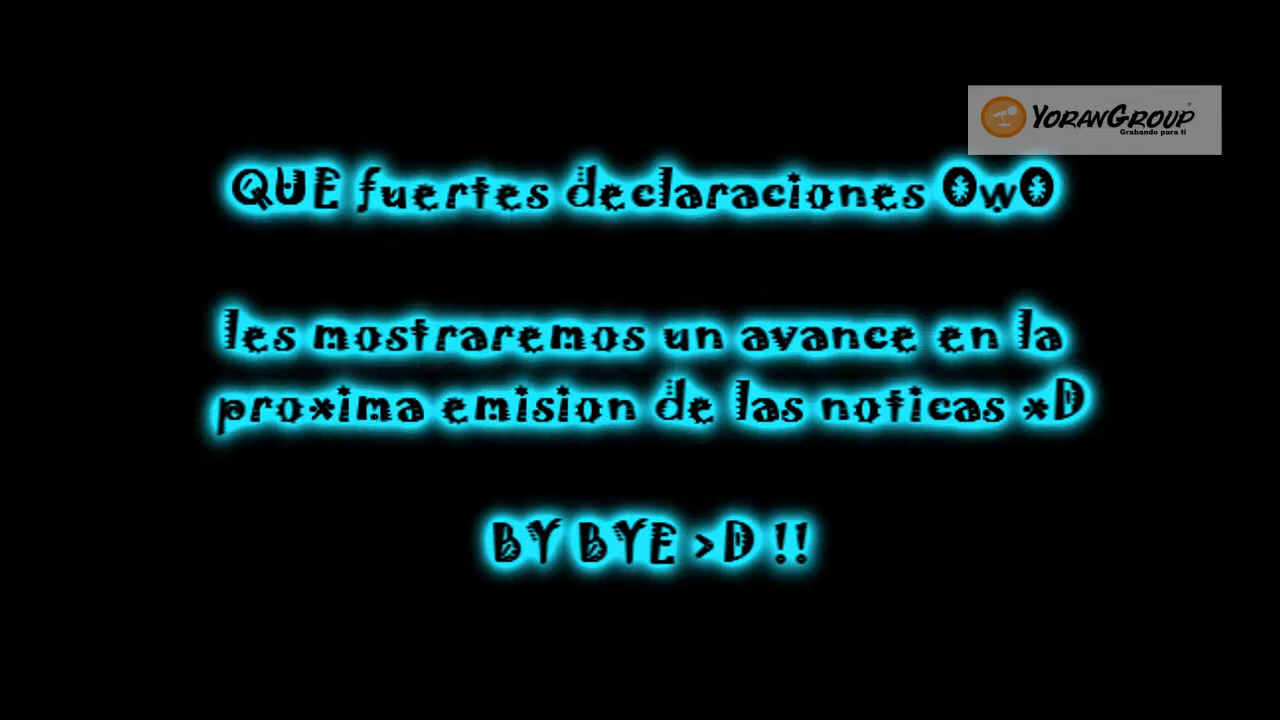 YORANGROUP®
Grabando para ti
QUE fuertes declaraciones OwO
les mostraremos un avance en la
proxima emision de las noticas xD
BY BYE >D !!